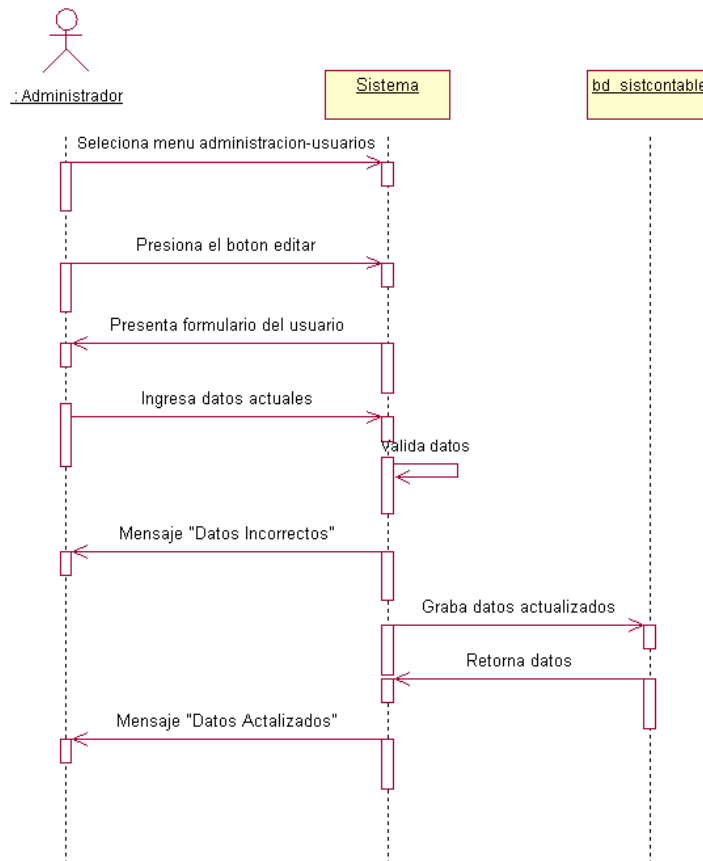 : Administrador
Sistema
bd_sistcontable
Seleciona menu administracion-usuarios
Presiona el boton editar
Presenta formulario del usuario
Ingresa datos actuales
Valida datos
Mensaje "Datos Incorrectos"
Graba datos actualizados
Retorna datos
Mensaje "Datos Actalizados"